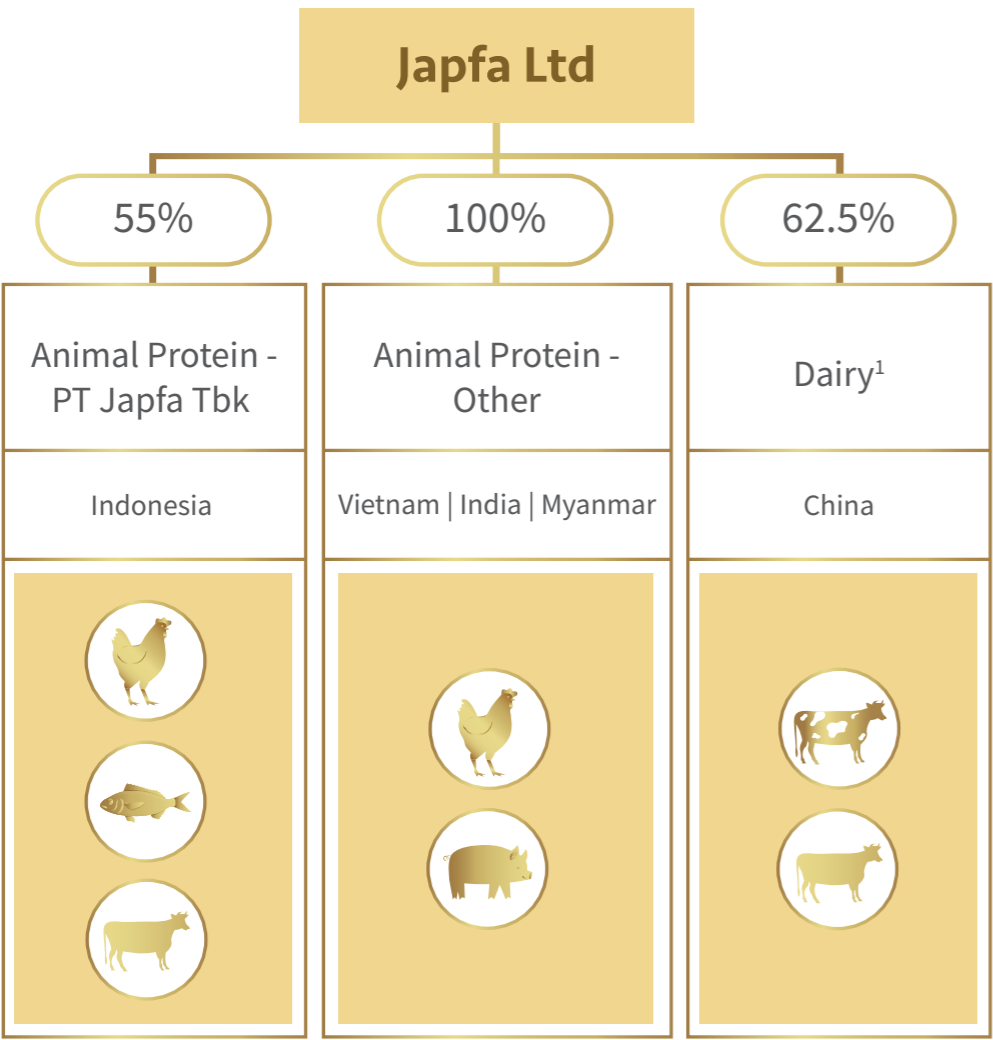 Japfa Ltd
55%
100%
62.5%
Animal Protein -
PT Japfa Tbk
Animal Protein -
Other
Dairy¹
Indonesia
Vietnam | India | Myanmar
China